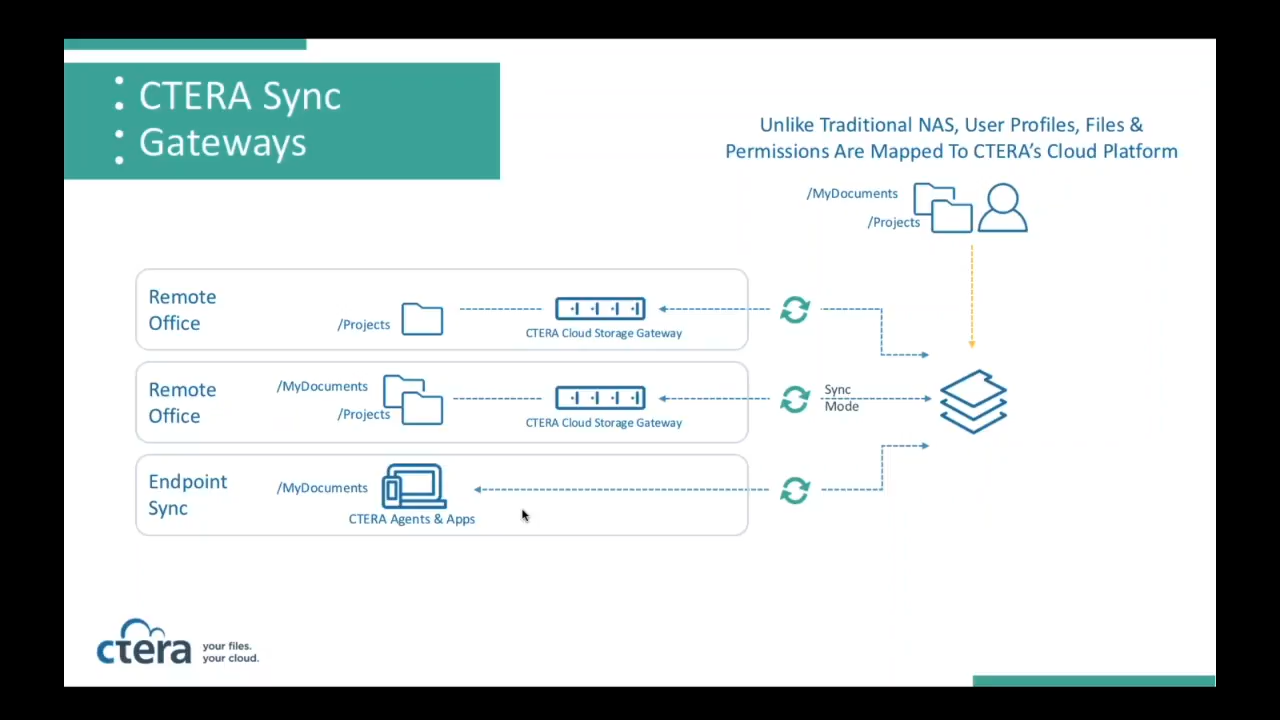 CTERA Sync
Gateways
Unlike Traditional NAS, User Profiles, Files &
Permissions Are Mapped To CTERA's Cloud Platform
/MyDocuments
/Projects
Remote
Office
/Projects
CTERA Cloud Storage Gateway
Remote
Office
/MyDocuments
/Projects
CTERA Cloud Storage Gateway
Sync
Mode
Endpoint
Sync
/MyDocuments
CTERA Agents & Apps
ctera
your files.
your cloud.